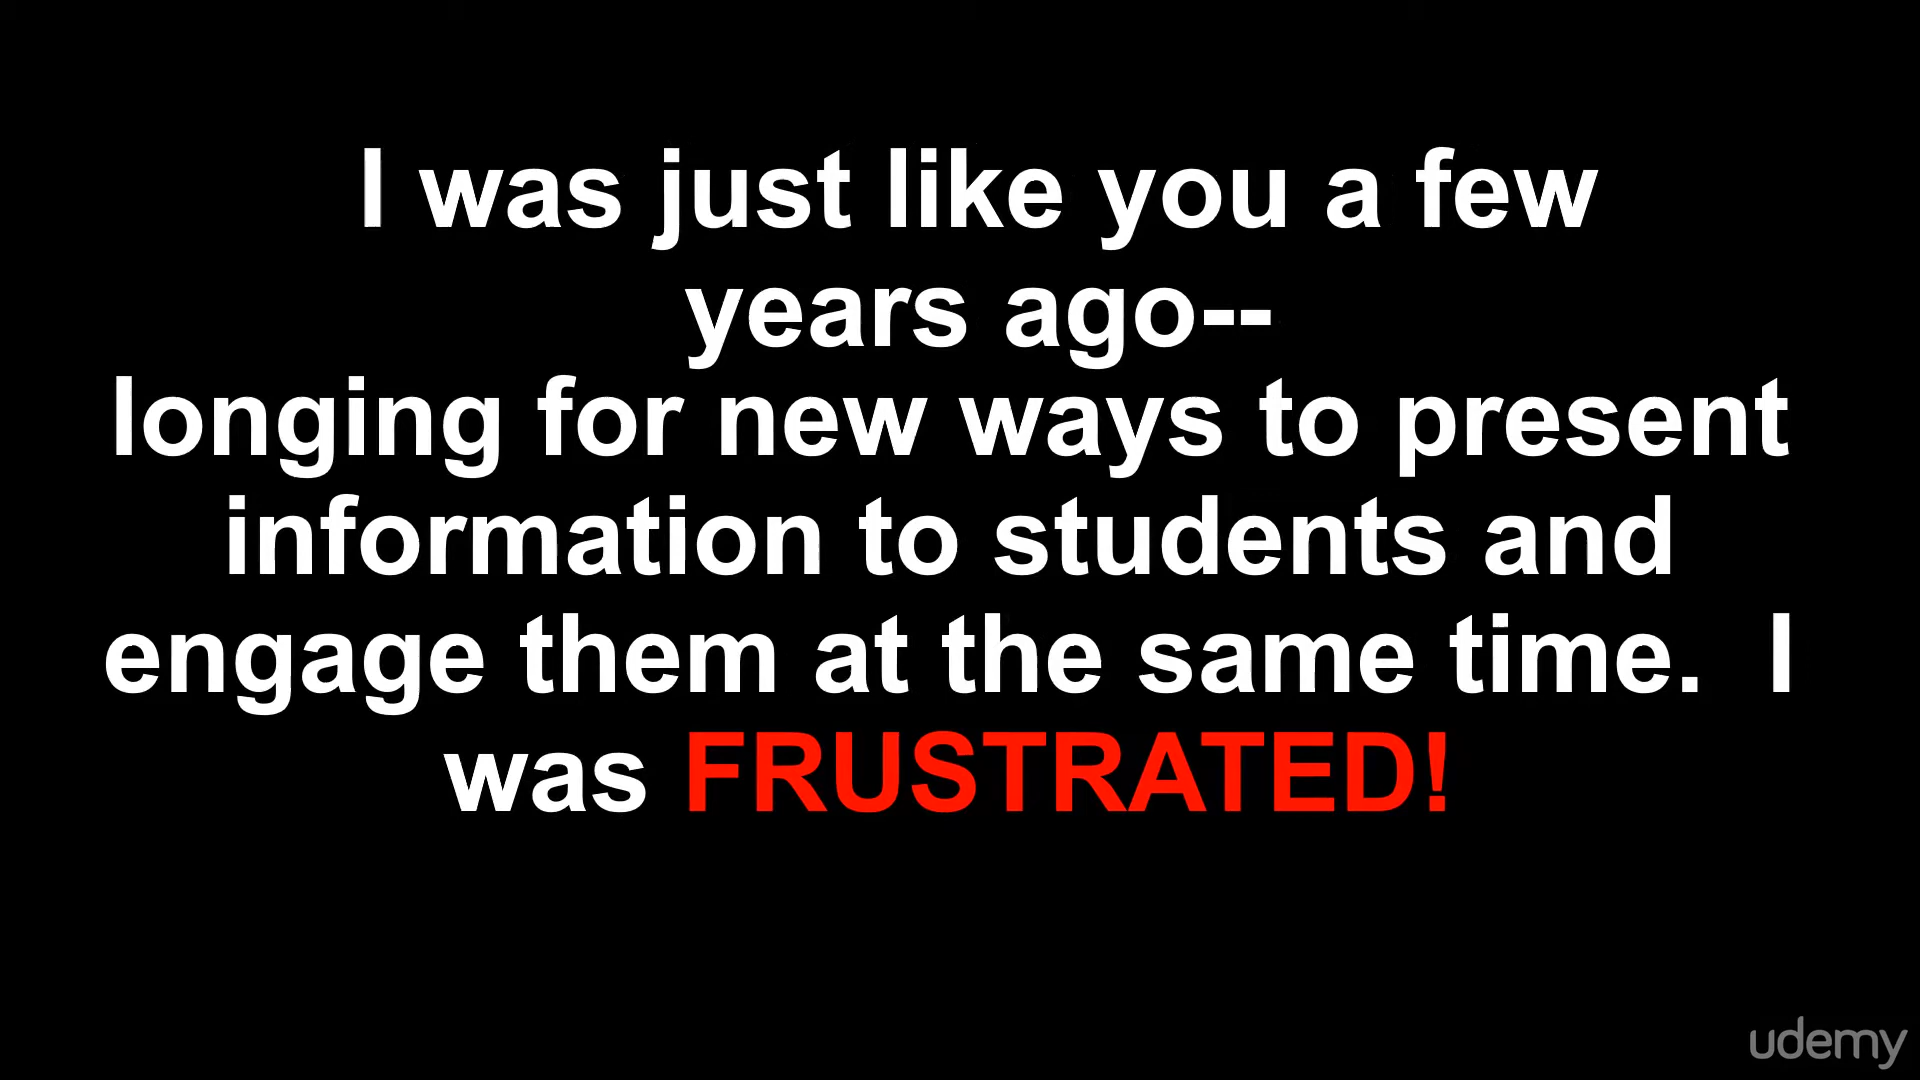 I was just like you a few
years ago--
longing for new ways to present
information to students and
engage them at the same time.  I
was FRUSTRATED!
udemy